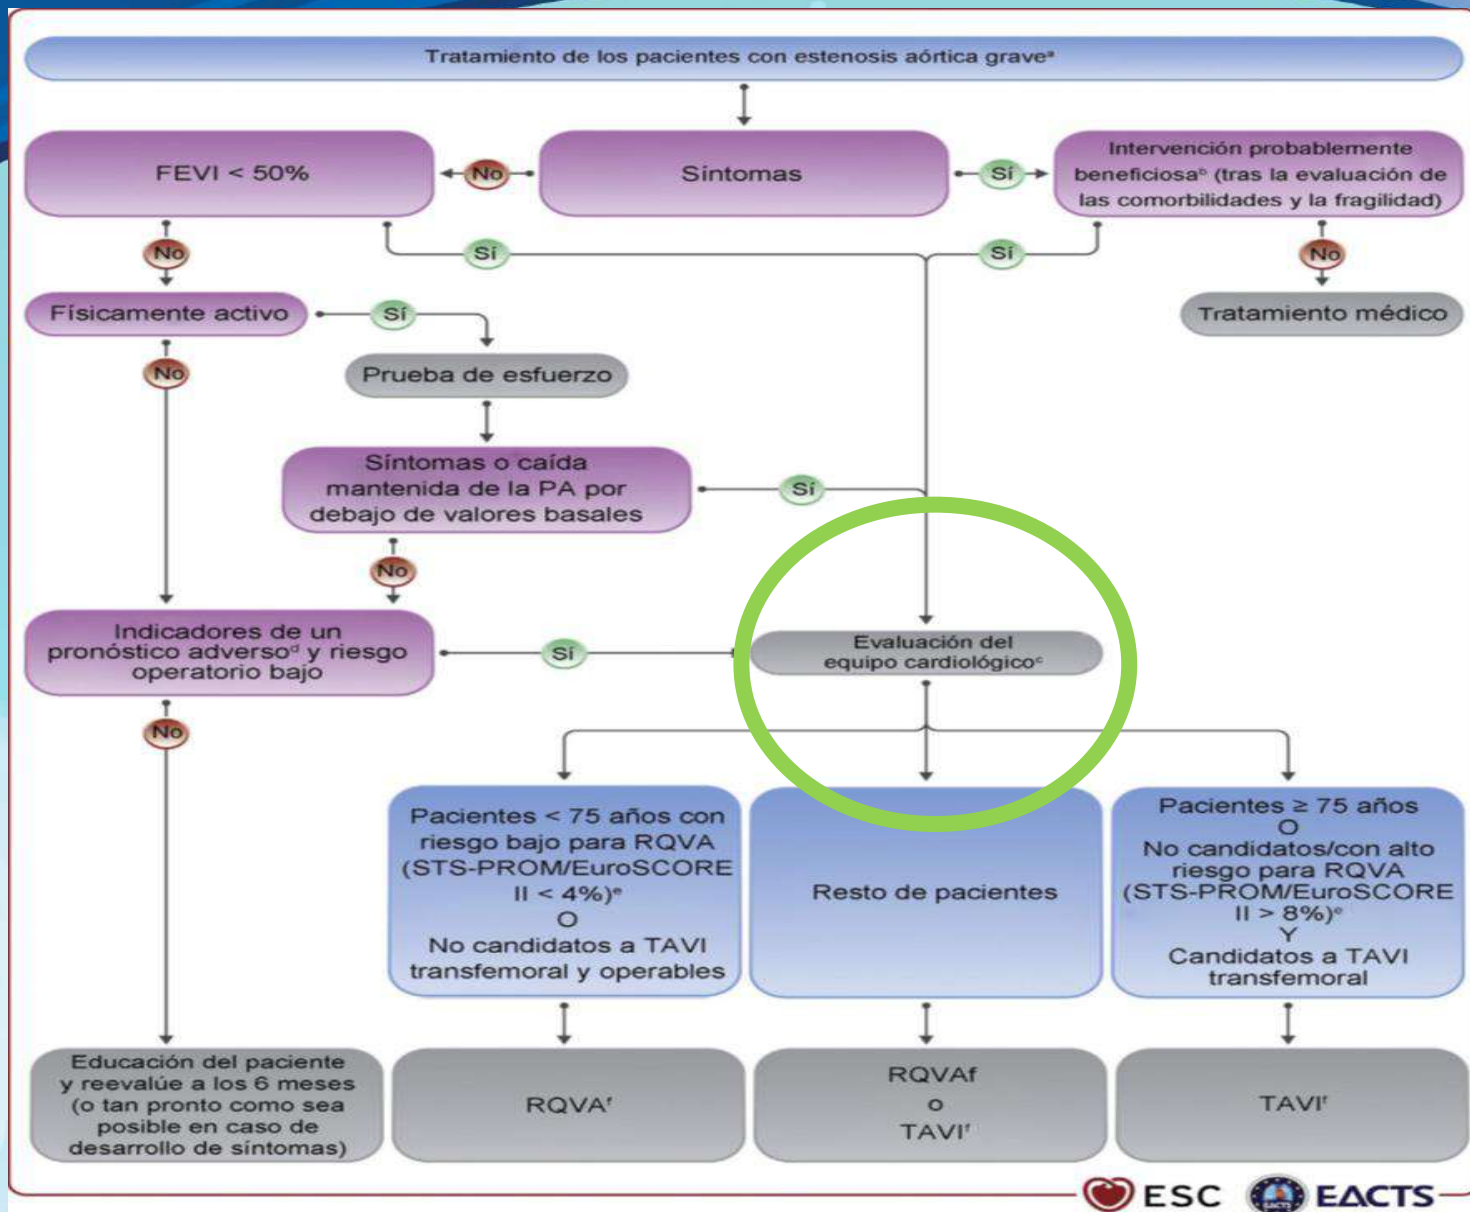 Tratamiento de los pacientes con estenosis aórtica graveª
FEVI < 50%
No
Síntomas
Sí
Intervención probablemente
beneficiosaᵇ (tras la evaluación de
las comorbilidades y la fragilidad)
No
Sí
Sí
No
Físicamente activo
Sí
Tratamiento médico
No
Prueba de esfuerzo
Síntomas o caída
mantenida de la PA por
debajo de valores basales
Sí
No
Indicadores de un
pronóstico adversoᵈ y riesgo
operatorio bajo
Sí
Evaluación del
equipo cardiológicoᶜ
No
Pacientes < 75 años con
riesgo bajo para RQVA
(STS-PROM/EuroSCORE
II < 4%)ᵉ
O
No candidatos a TAVI
transfemoral y operables
Resto de pacientes
Pacientes ≥ 75 años
O
No candidatos/con alto
riesgo para RQVA
(STS-PROM/EuroSCORE
II > 8%)ᵉ
Y
Candidatos a TAVI
transfemoral
Educación del paciente
y reevalúe a los 6 meses
(o tan pronto como sea
posible en caso de
desarrollo de síntomas)
RQVAᶠ
RQVAf
o
TAVIᶠ
TAVIᶠ
ESC
EACTS
EACTS